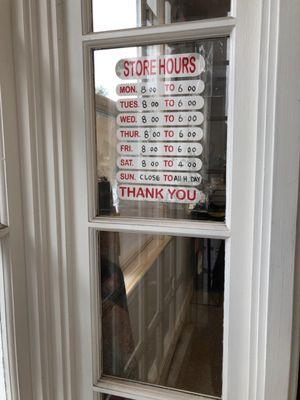 STORE HOURS
MON. 8 00 TO 6 00
TUES. 8 00 TO 6 00
WED. 8 00 TO 6 00
THUR. 8 00 TO 6 00
FRI. 8 00 TO 6 00
SAT. 8 00 TO 4 00
SUN. CLOSE TO All H. DAY
THANK YOU